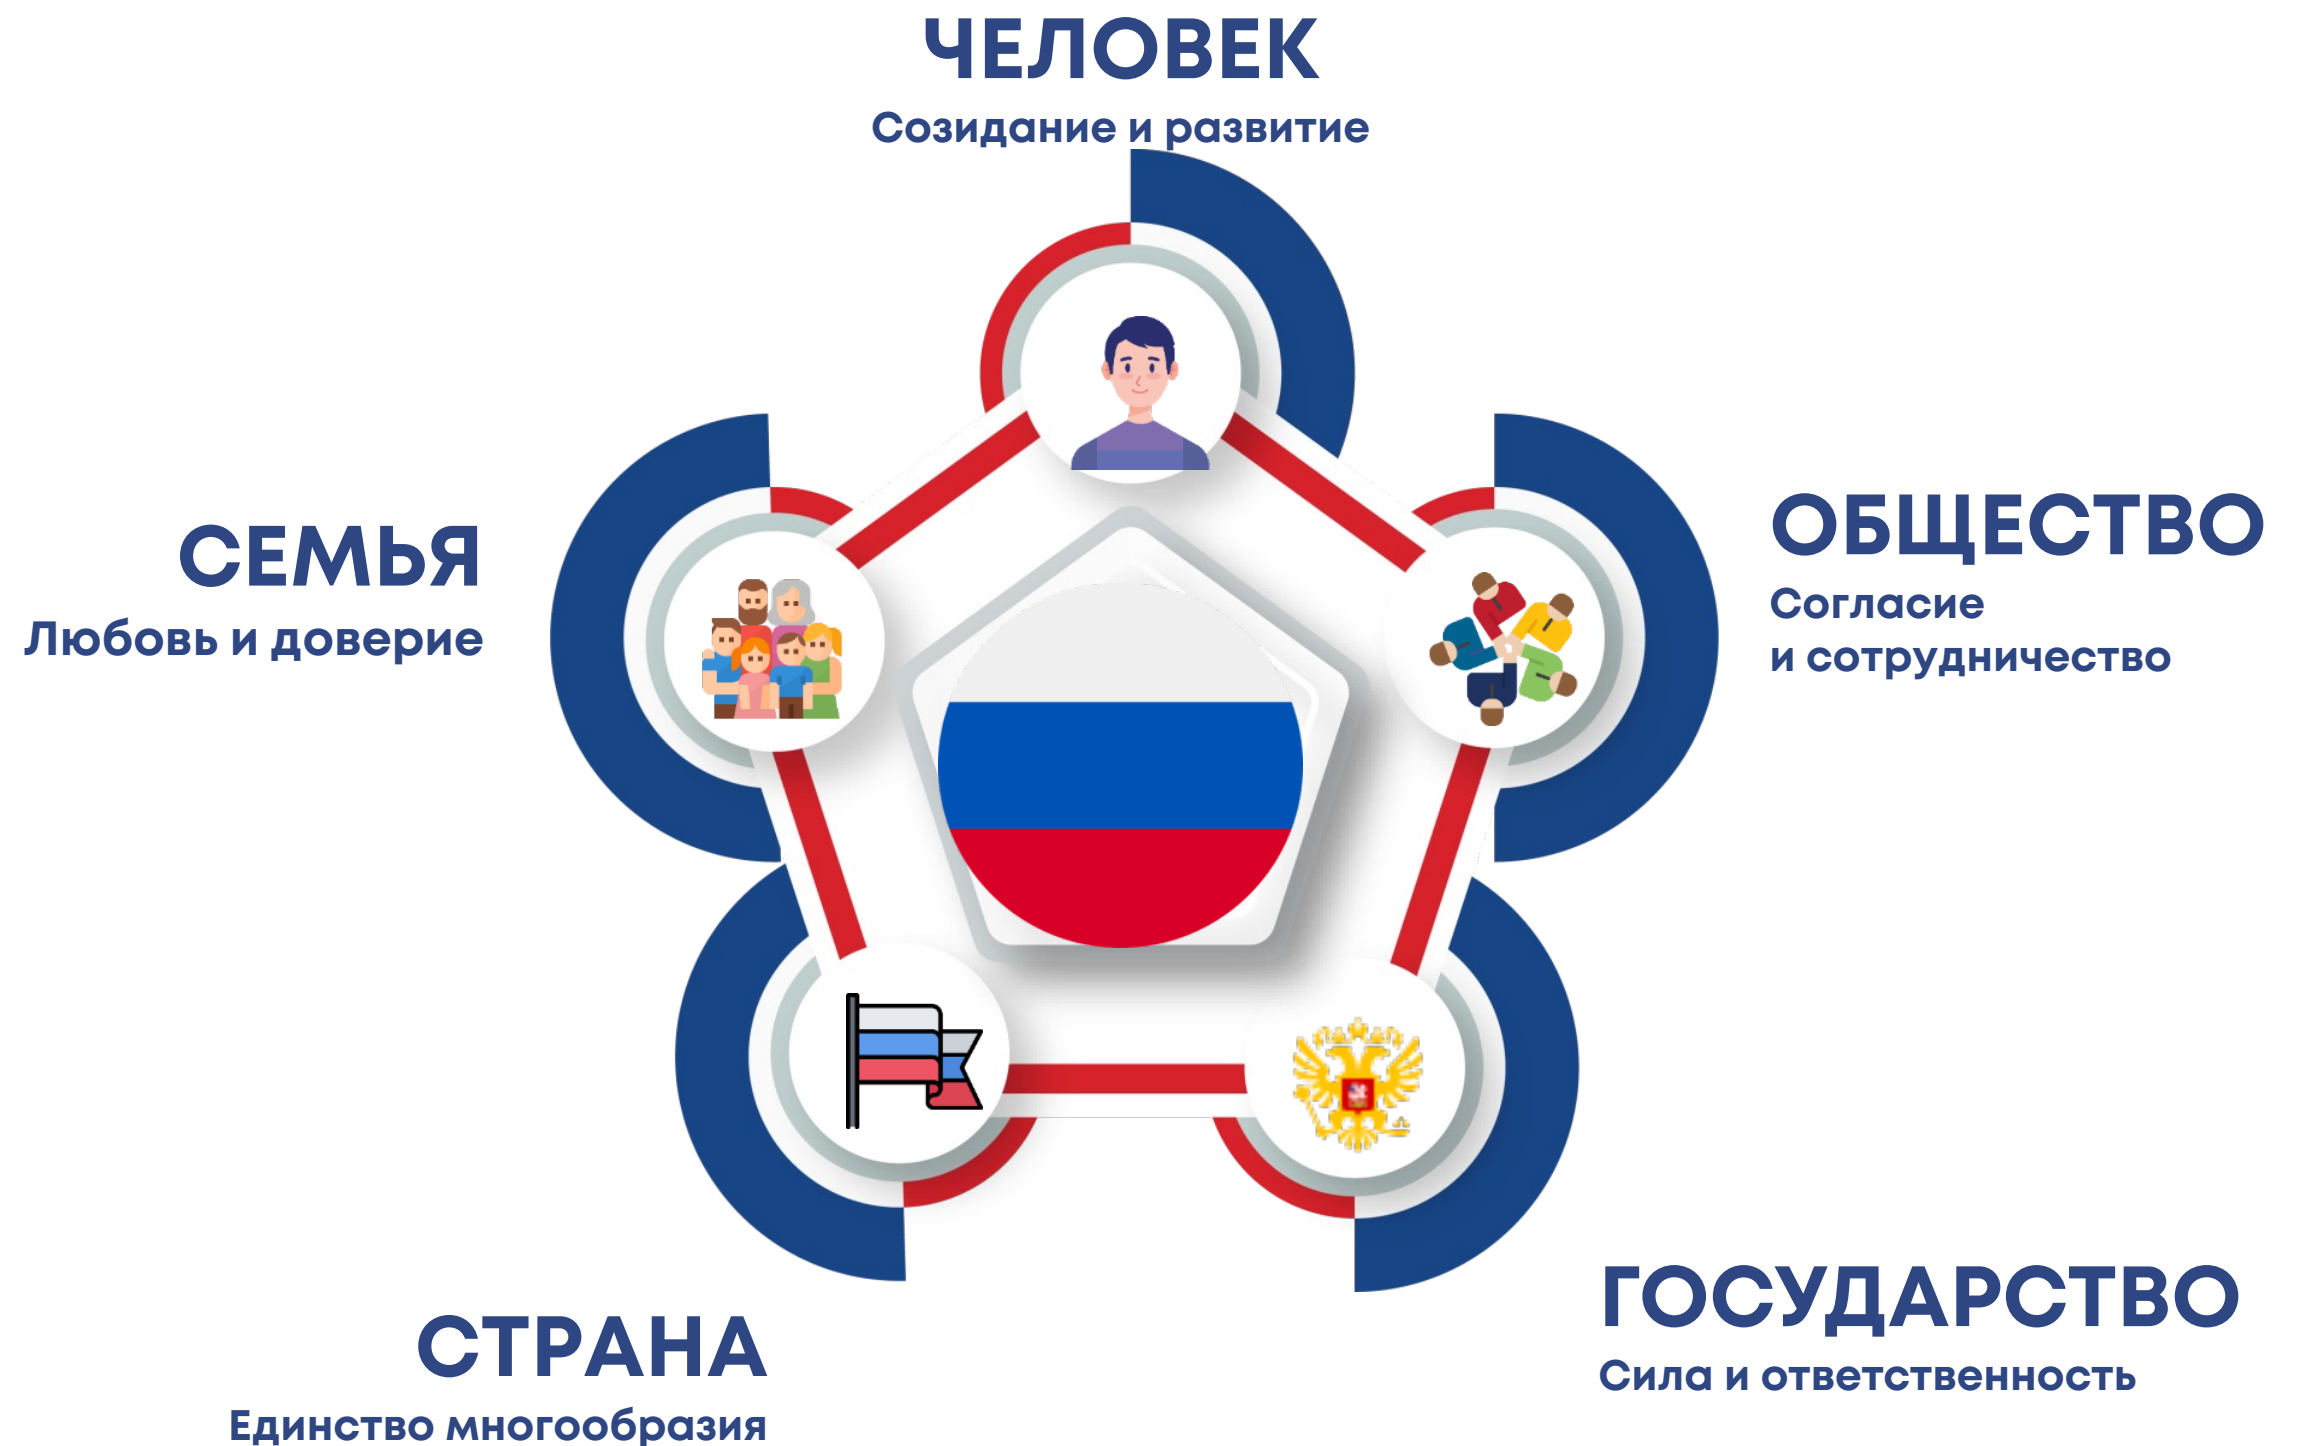 ЧЕЛОВЕК
Созидание и развитие
СЕМЬЯ
Любовь и доверие
ОБЩЕСТВО
Согласие
и сотрудничество
СТРАНА
Единство многообразия
ГОСУДАРСТВО
Сила и ответственность